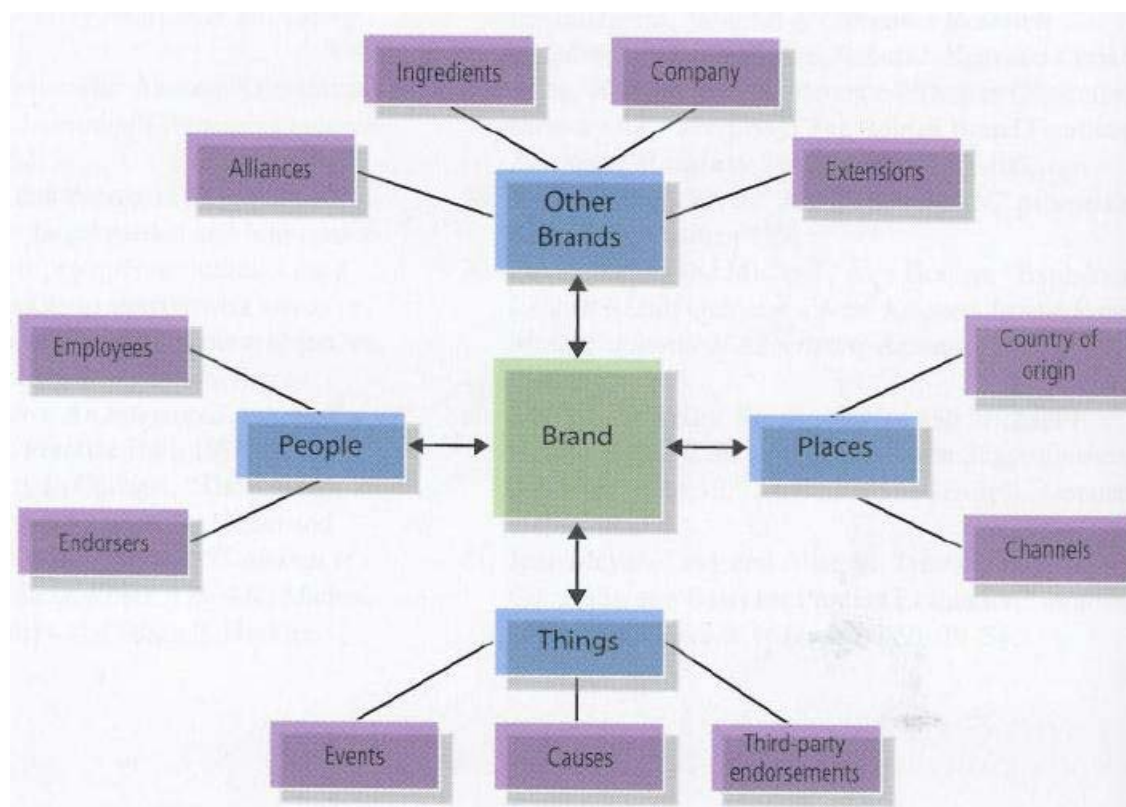 Ingredients
Company
Alliances
Extensions
Other
Brands
Employees
Country of
origin
People
Brand
Places
Endorsers
Channels
Things
Events
Causes
Third-party
endorsements